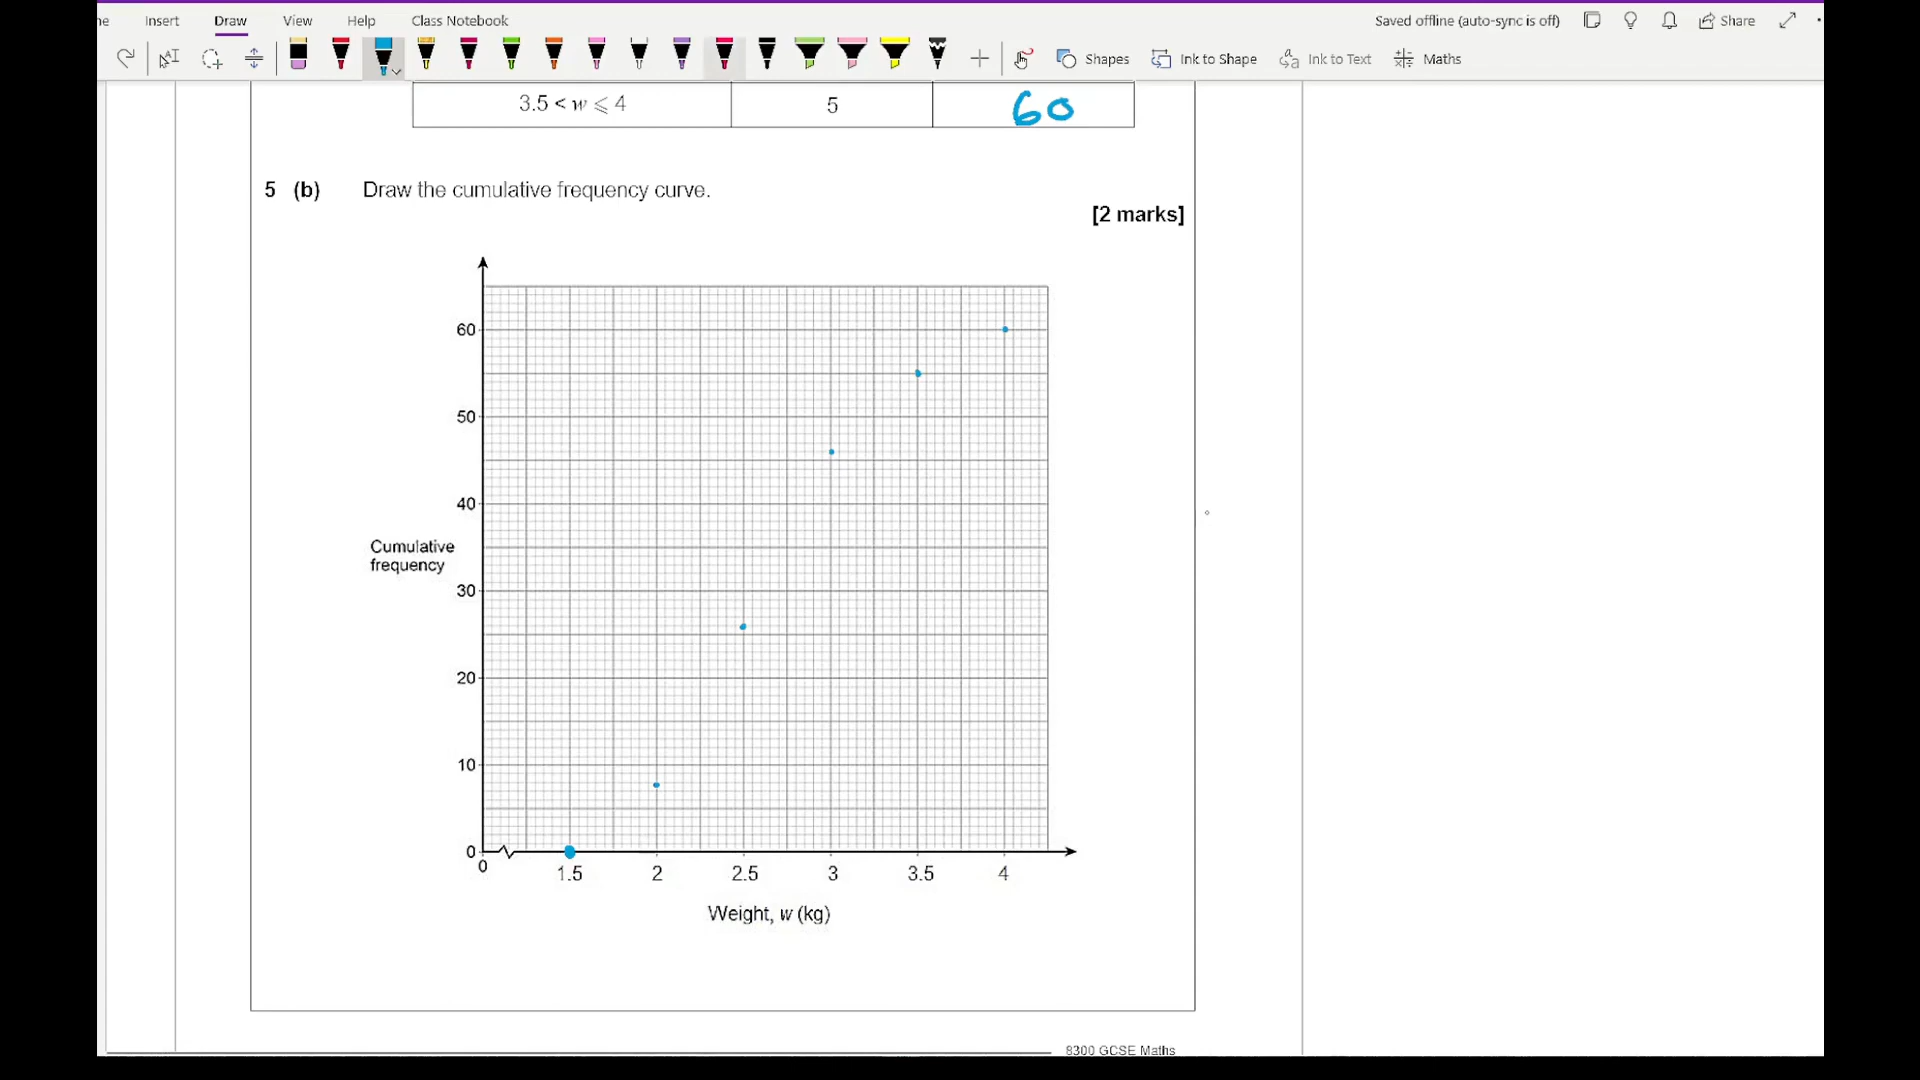 Insert Draw View Help Class Notebook Saved offline (auto-sync is off) Share
Shapes Ink to Shape Ink to Text Maths
3.5 < w ⩽ 4 5 60
5 (b) Draw the cumulative frequency curve.
[2 marks]
60
50
40
Cumulative
frequency
30
20
10
0
0 1.5 2 2.5 3 3.5 4
Weight, w (kg)
8300 GCSE Maths